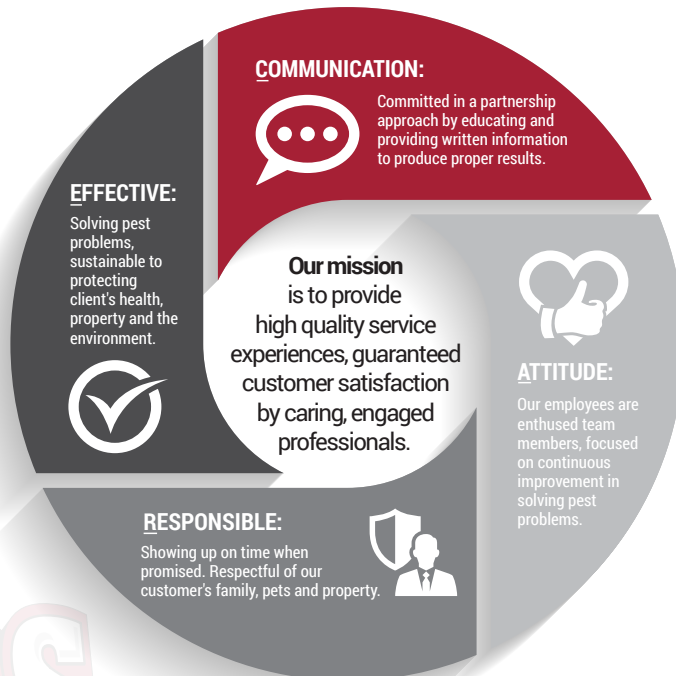 COMMUNICATION:
Committed in a partnership
approach by educating and
providing written information
to produce proper results.
ATTITUDE:
Our employees are
enthused team
members, focused
on continuous
improvement in
solving pest
problems.
RESPONSIBLE:
Showing up on time when
promised. Respectful of our
customer's family, pets and property.
EFFECTIVE:
Solving pest
problems,
sustainable to
protecting
client's health,
property and the
environment.
Our mission
is to provide
high quality service
experiences, guaranteed
customer satisfaction
by caring, engaged
professionals.